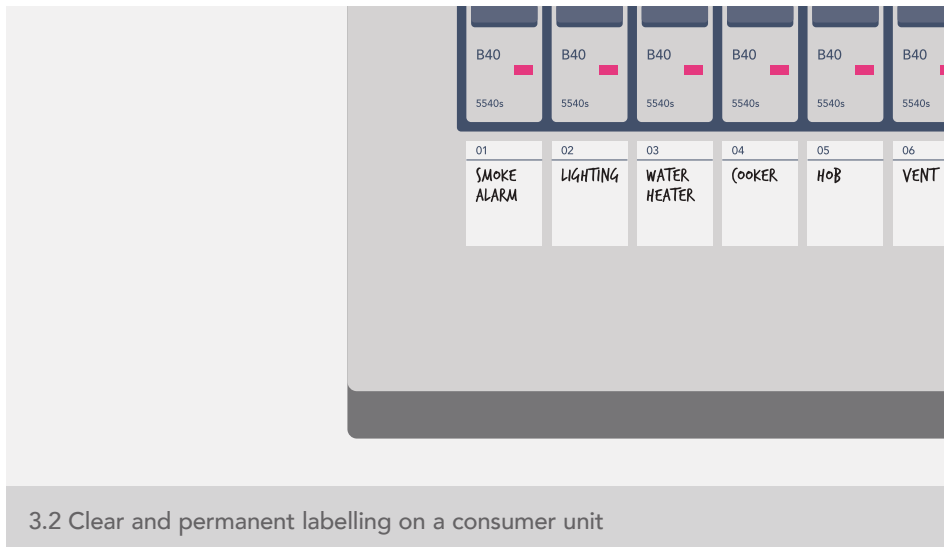 B40 B40 B40 B40 B40 B40
5540s 5540s 5540s 5540s 5540s 5540s
01 02 03 04 05 06
SMOKE LIGHTING WATER COOKER HOB VENT
ALARM HEATER
3.2 Clear and permanent labelling on a consumer unit